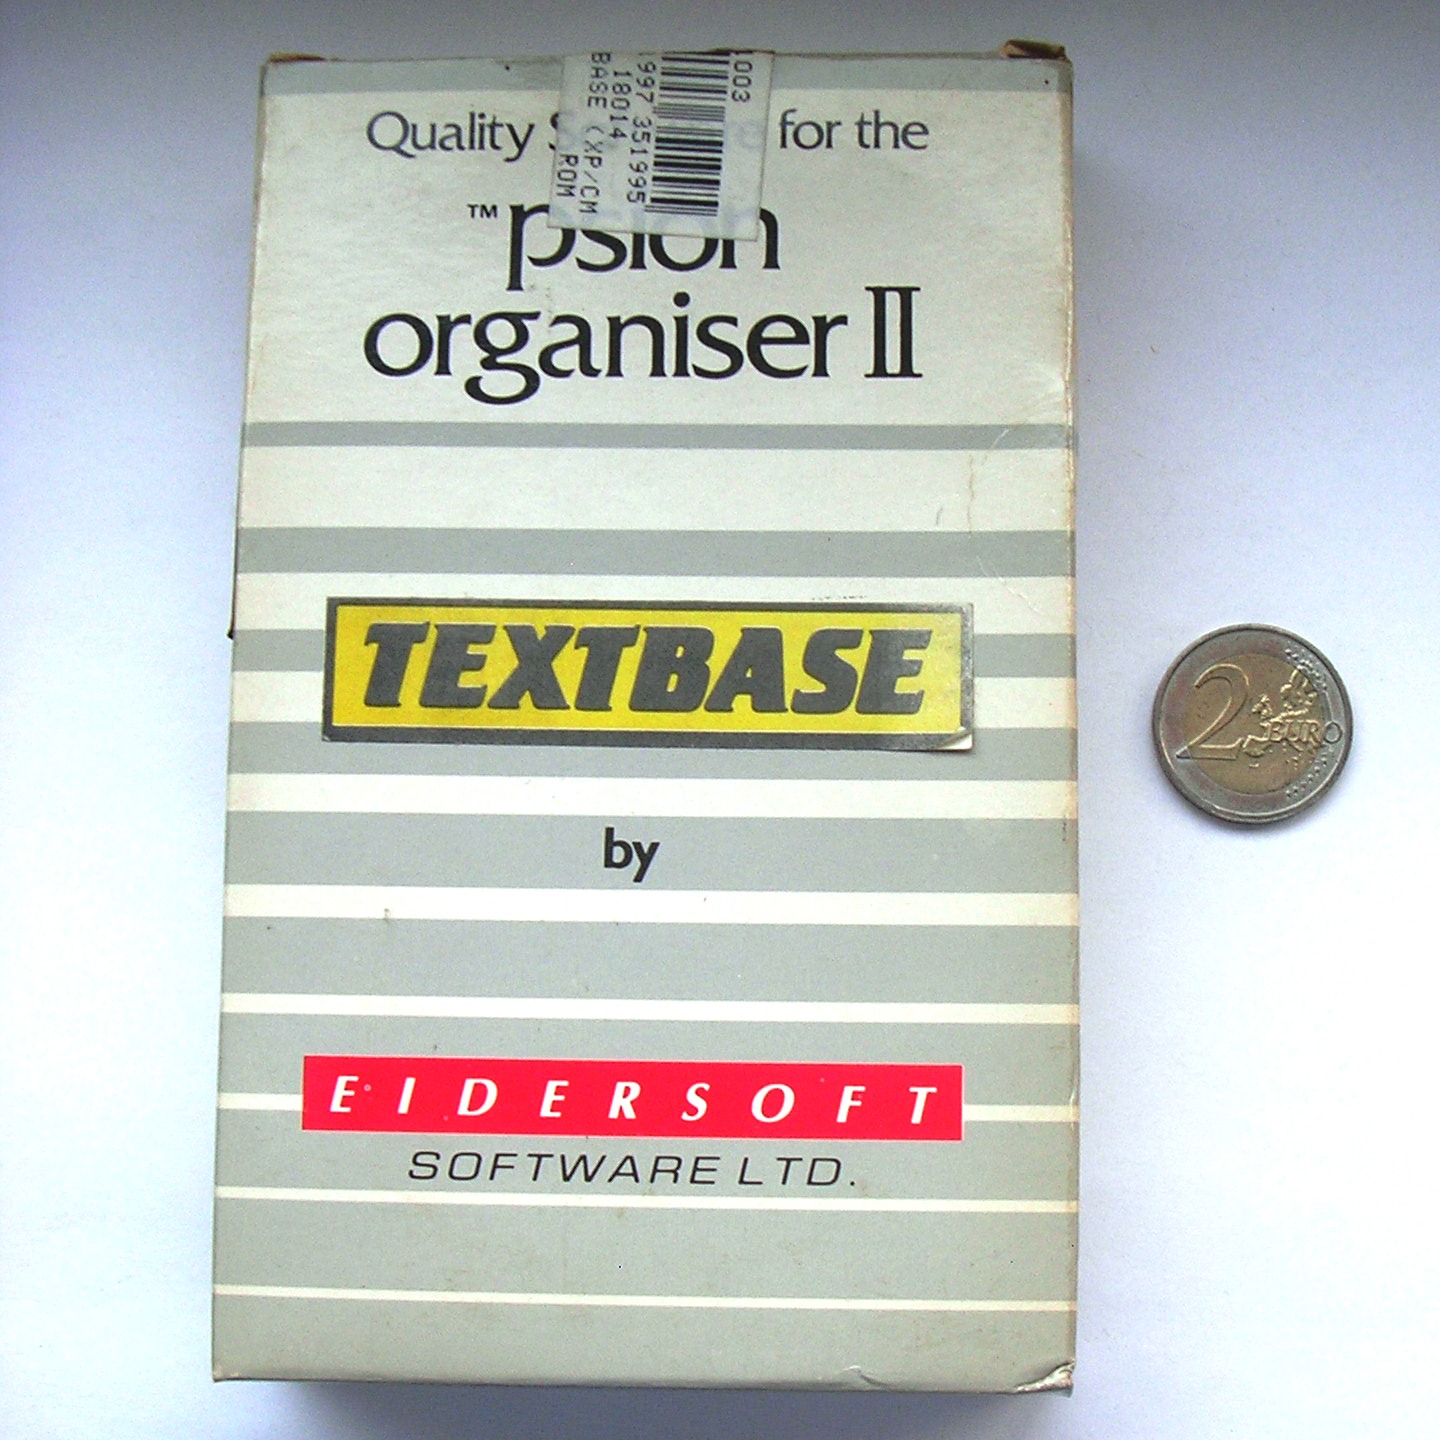 1003
997 351995
18014
BASE (XP/CM
ROM
Quality for the
™ psion
organiser II
TEXTBASE
by
EIDERSOFT
SOFTWARE LTD.
2 EURO